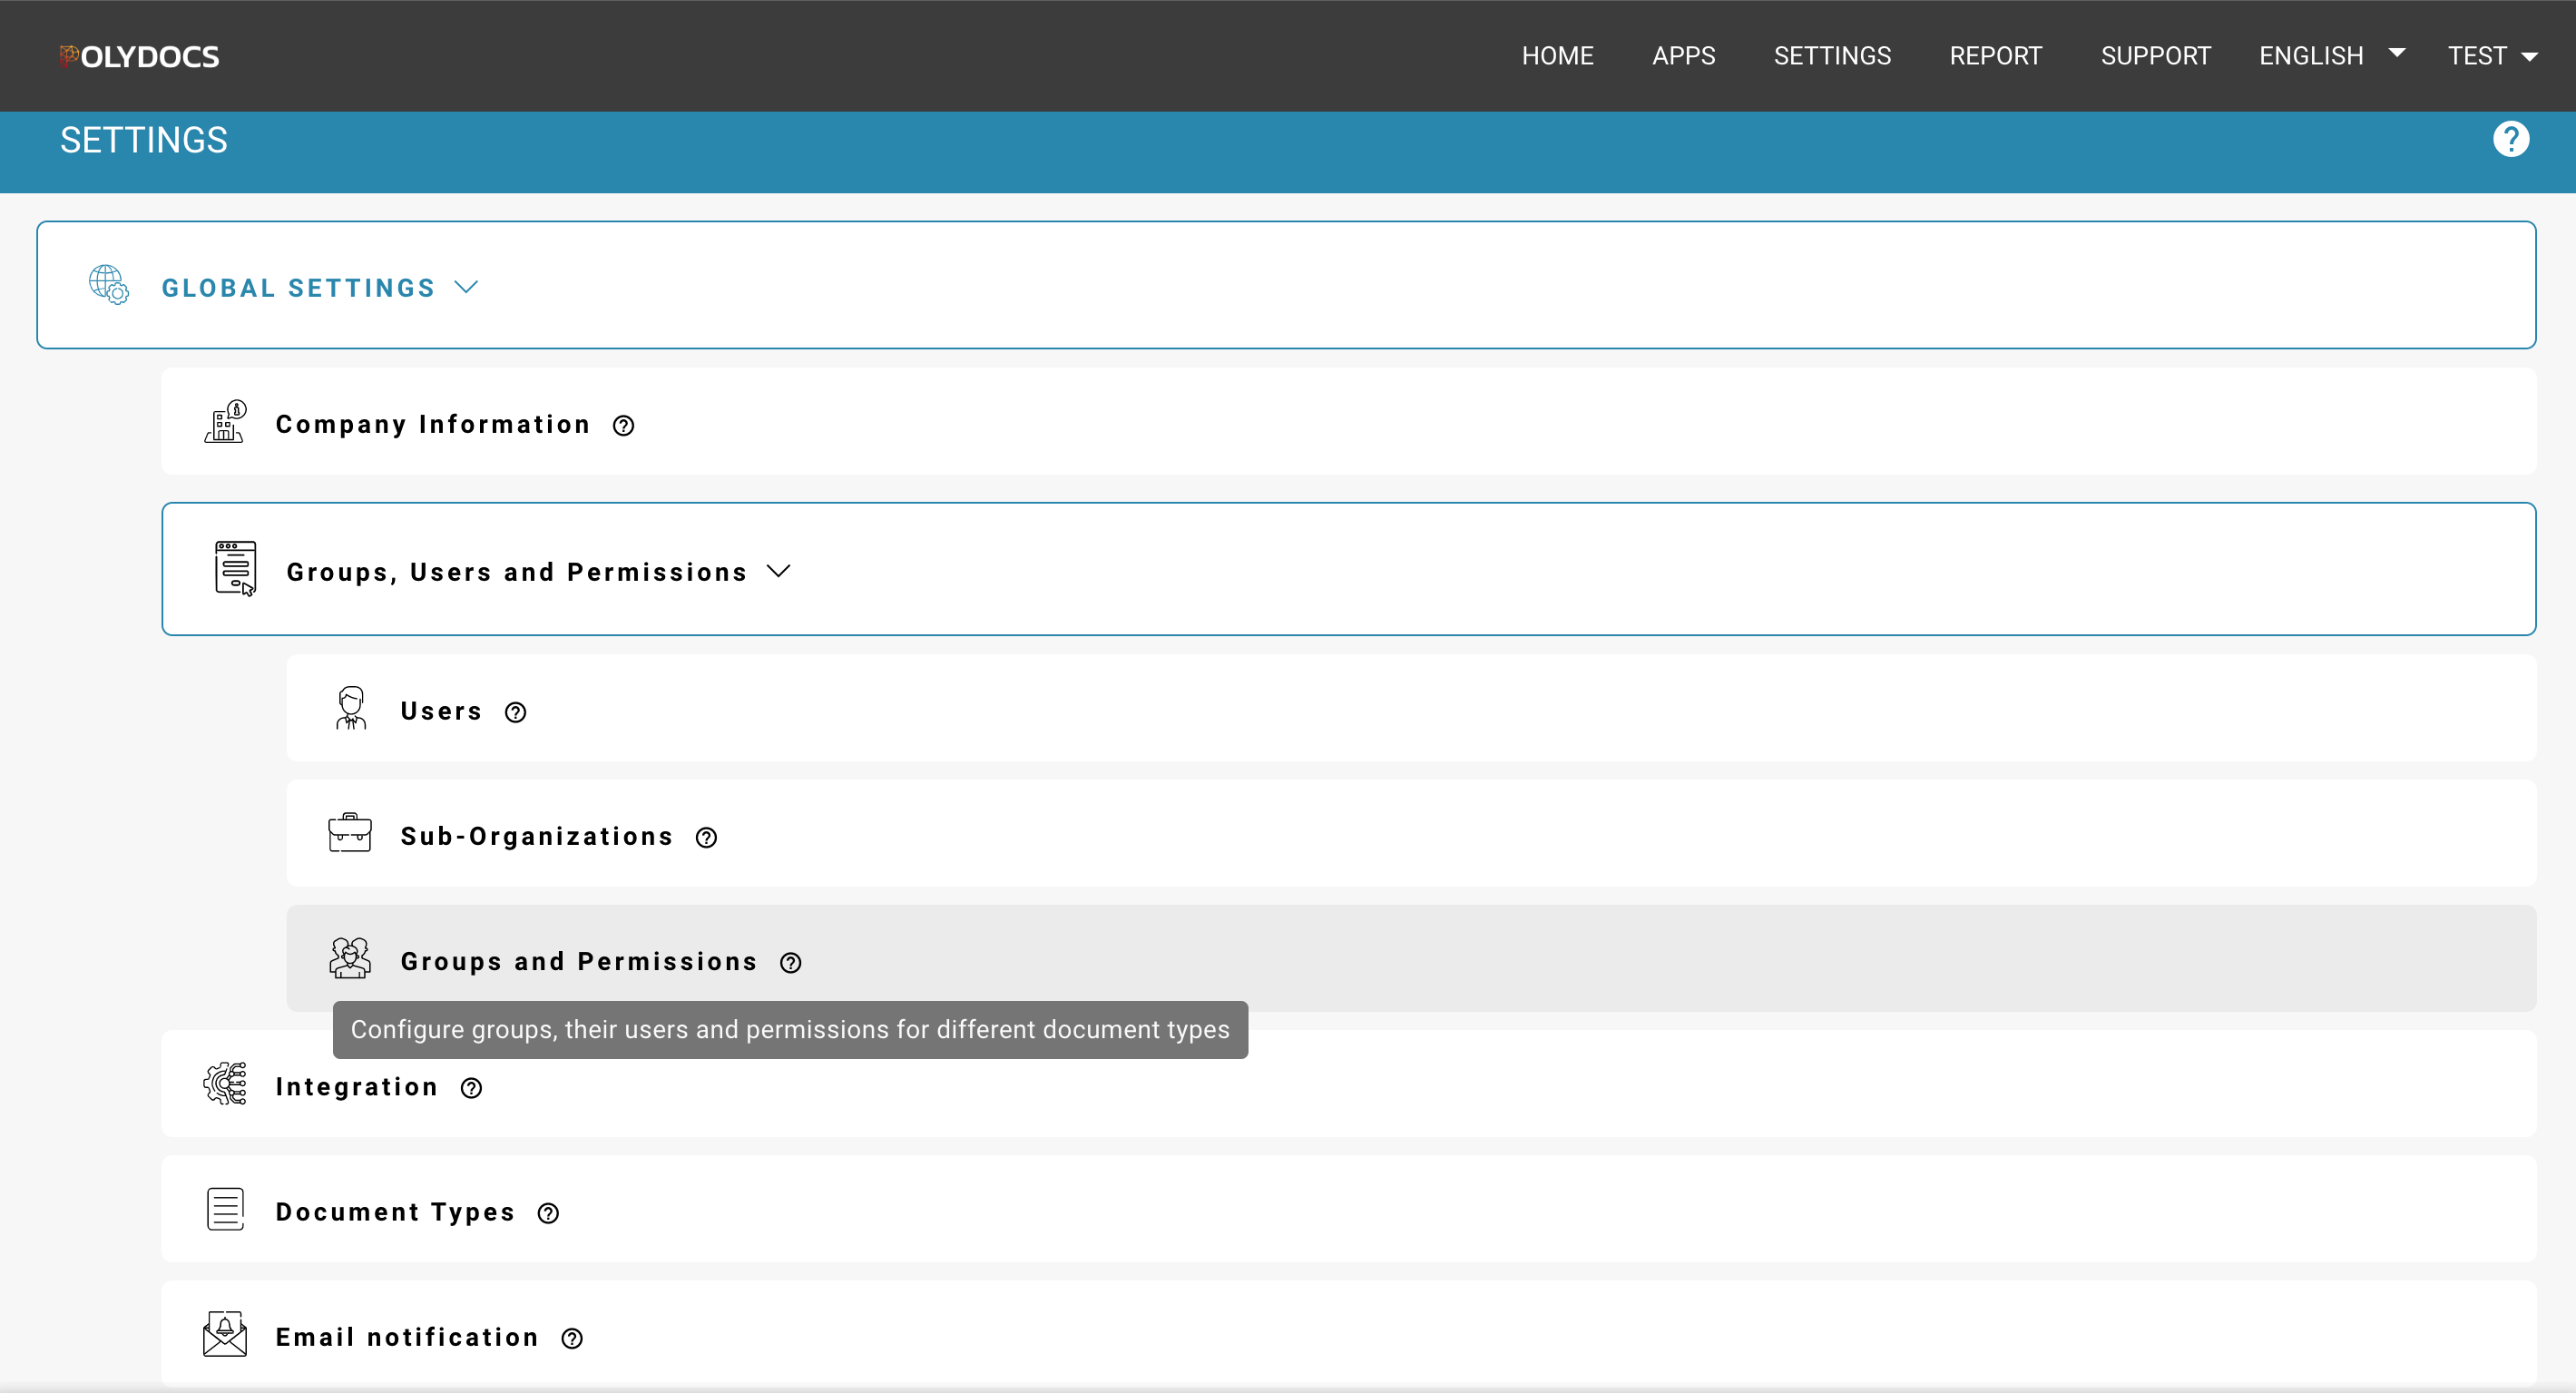 POLYDOCS
HOME APPS SETTINGS REPORT SUPPORT ENGLISH TEST
SETTINGS
GLOBAL SETTINGS
Company Information
Groups, Users and Permissions
Users
Sub-Organizations
Groups and Permissions
Configure groups, their users and permissions for different document types
Integration
Document Types
Email notification